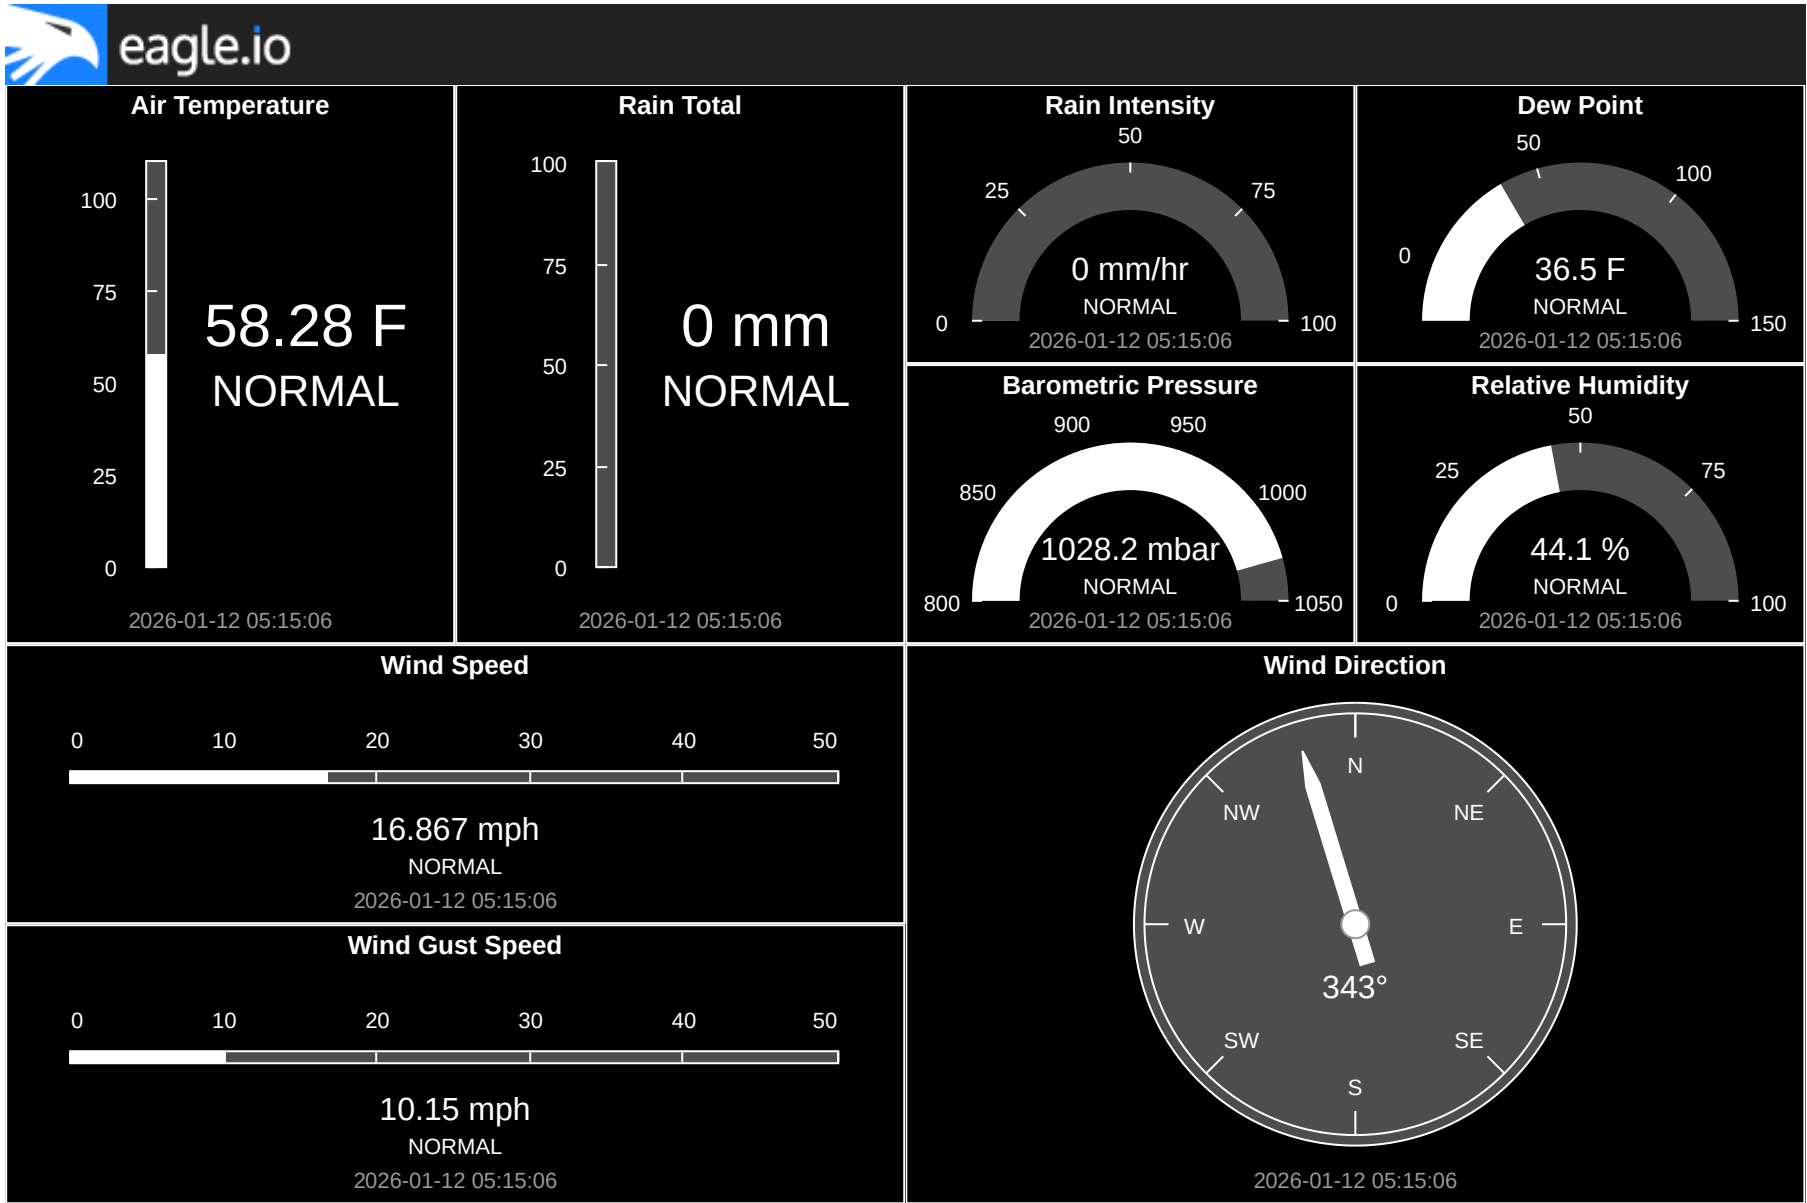 eagle.io
Air Temperature
100
75
50
25
0
58.28 F
NORMAL
2026-01-12 05:15:06
Rain Total
100
75
50
25
0
0 mm
NORMAL
2026-01-12 05:15:06
Rain Intensity
0
25
50
75
100
0 mm/hr
NORMAL
2026-01-12 05:15:06
Dew Point
0
50
100
150
36.5 F
NORMAL
2026-01-12 05:15:06
Barometric Pressure
800
850
900
950
1000
1050
1028.2 mbar
NORMAL
2026-01-12 05:15:06
Relative Humidity
0
25
50
75
100
44.1 %
NORMAL
2026-01-12 05:15:06
Wind Speed
0 10 20 30 40 50
16.867 mph
NORMAL
2026-01-12 05:15:06
Wind Gust Speed
0 10 20 30 40 50
10.15 mph
NORMAL
2026-01-12 05:15:06
Wind Direction
N
NW NE
W E
343°
SW SE
S
2026-01-12 05:15:06